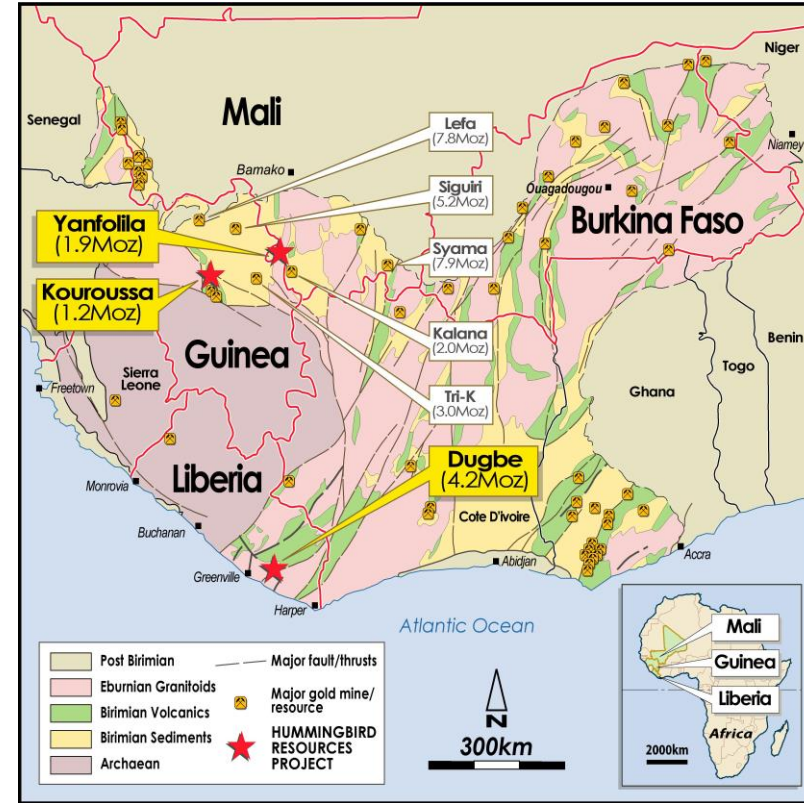 Niger
Senegal
Mali
Lefa
(7.8Moz)
Niamey
Bamako
Siguiri
(5.2Moz)
Ouagadougou
Yanfolila
(1.9Moz)
Burkina Faso
Syama
(7.9Moz)
Kouroussa
(1.2Moz)
Kalana
(2.0Moz)
Benin
Guinea
Togo
Sierra
Leone
Freetown
Ghana
Tri-K
(3.0Moz)
Dugbe
(4.2Moz)
Liberia
Monrovia
Cote D'ivoire
Buchanan
Accra
Abidjan
Greenville
Harper
Atlantic Ocean
Post Birimian
Eburnian Granitoids
Birimian Volcanics
Birimian Sediments
Archaean
Major fault/thrusts
Major gold mine/
resource
HUMMINGBIRD
RESOURCES
PROJECT
N
300km
Mali
Guinea
Liberia
Africa
2000km